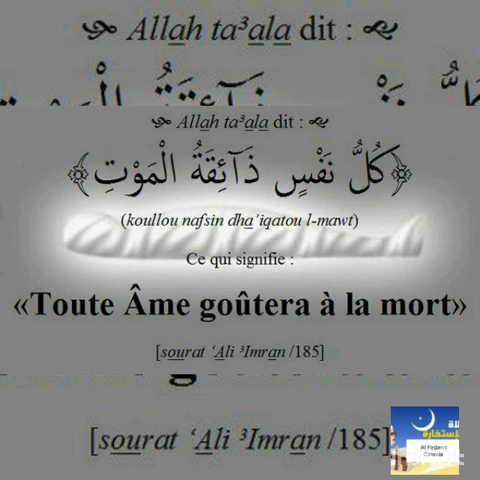 Allah ta³ala dit :
Allah ta³ala dit :
﴿كُلُّ نَفْسٍ ذَآئِقَةُ الْمَوْتِ﴾
(koullou nafsin dha’iqatou l-mawt)
Ce qui signifie :
«Toute Âme goûtera à la mort»
[sourat ‘Ali ³Imran /185]
[sourat ‘Ali ³Imran /185]